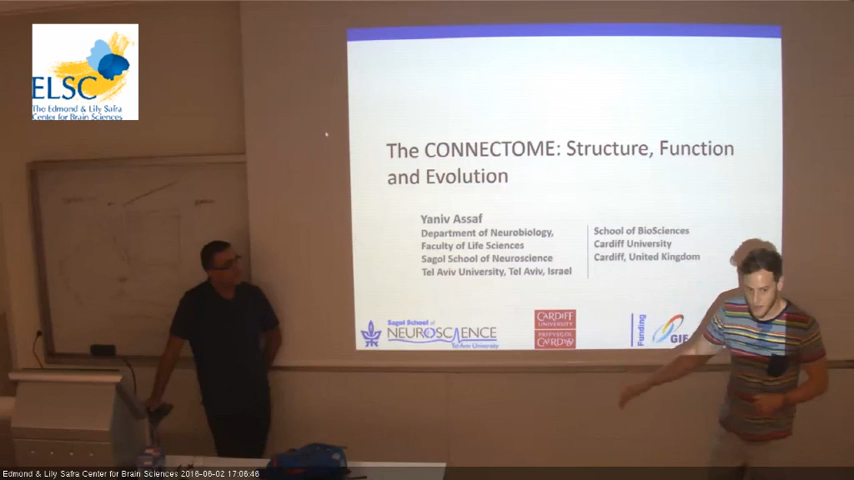 ELSC
The Edmond & Lily Safra
Center for Brain Sciences
The CONNECTOME: Structure, Function
and Evolution
Yaniv Assaf
Department of Neurobiology,
Faculty of Life Sciences
Sagol School of Neuroscience
Tel Aviv University, Tel Aviv, Israel
School of BioSciences
Cardiff University
Cardiff, United Kingdom
Sagol School of
NEUROSCIENCE
Tel Aviv University
CARDIFF
UNIVERSITY
PRIFYSGOL
CAERDYD
Funding
GIF
Edmond & Lily Safra Center for Brain Sciences 2016-06-02 17:06:46